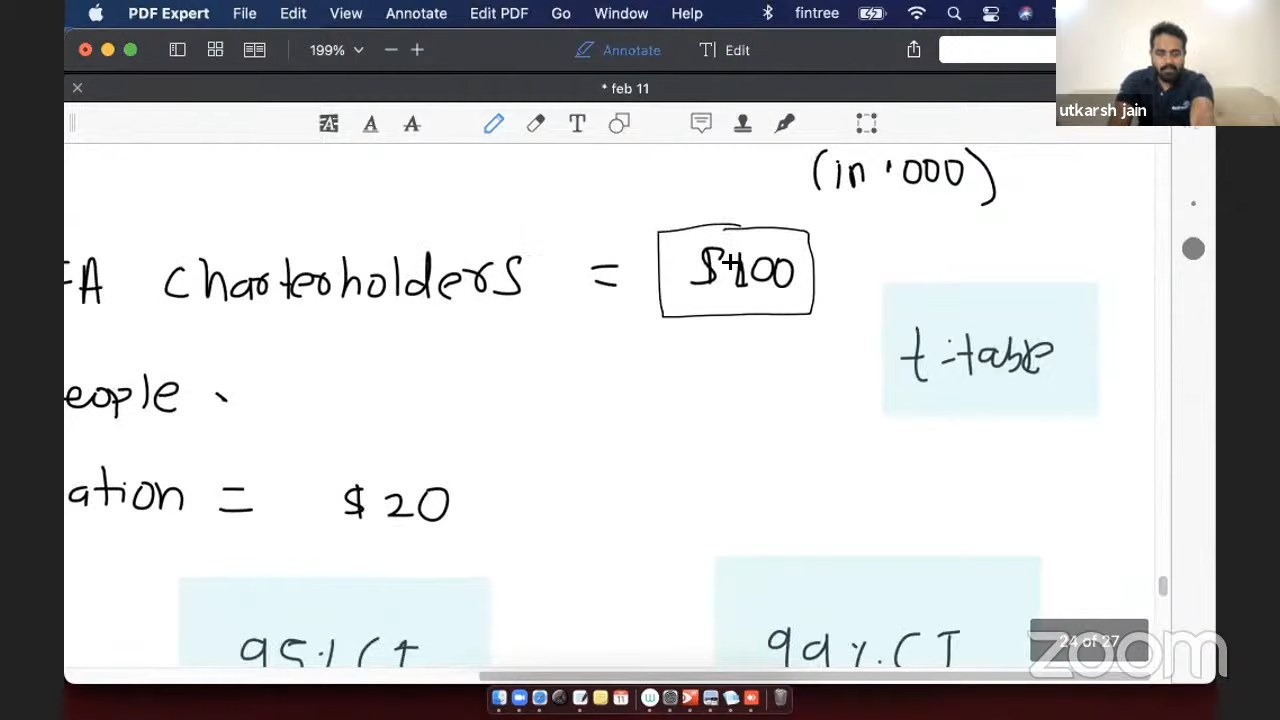 PDF Expert File Edit View Annotate Edit PDF Go Window Help fintree
199% Annotate T| Edit
utkarsh jain
* feb 11
(in '000)
FA charterholders = $100
t-table
eople
ation = $20
95% CI 99% CI
24 of 27
zoom